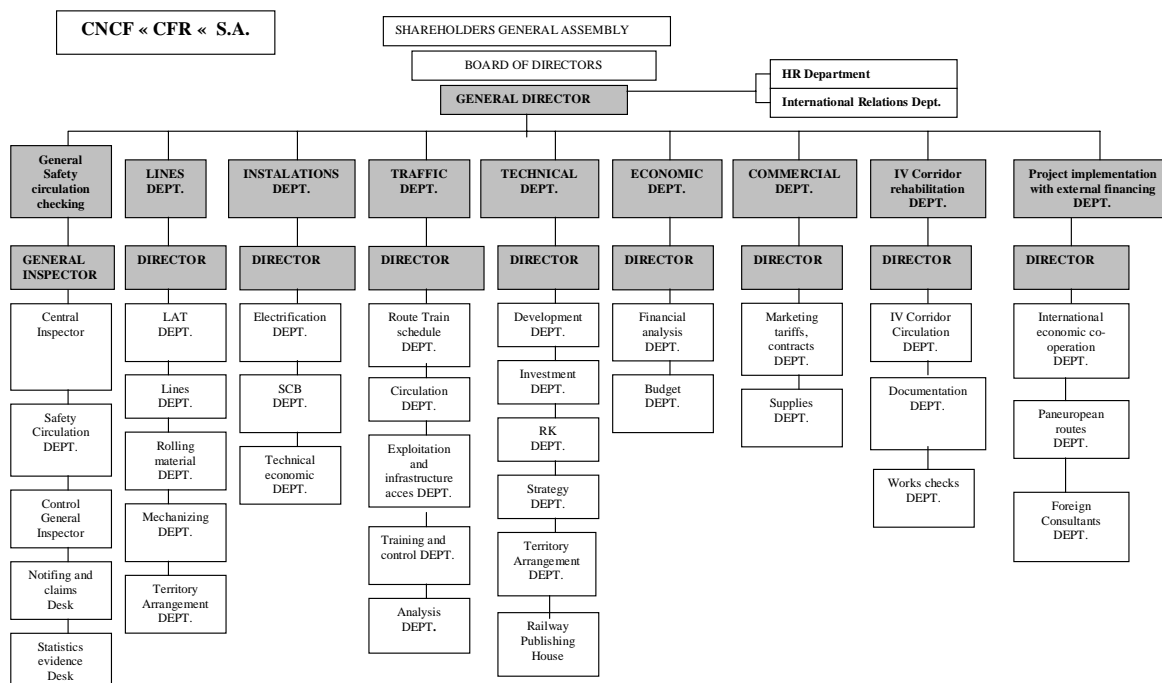 CNCF « CFR « S.A.
SHAREHOLDERS GENERAL ASSEMBLY
BOARD OF DIRECTORS
GENERAL DIRECTOR
HR Department
International Relations Dept.
General
Safety
circulation
checking
LINES
DEPT.
INSTALATIONS
DEPT.
TRAFFIC DEPT.
TECHNICAL
DEPT.
ECONOMIC
DEPT.
COMMERCIAL
DEPT.
IV Corridor
rehabilitation
DEPT.
Project implementation
with external financing
DEPT.
GENERAL
INSPECTOR
DIRECTOR
DIRECTOR
DIRECTOR
DIRECTOR
DIRECTOR
DIRECTOR
DIRECTOR
DIRECTOR
Central
Inspector
Safety
Circulation
DEPT.
Control
General
Inspector
Notifing and
claims
Desk
Statistics
evidence
Desk
LAT
DEPT.
Lines
DEPT.
Rolling
material
DEPT.
Mechanizing
DEPT.
Territory
Arrangement
DEPT.
Electrification
DEPT.
SCB
DEPT.
Technical
economic
DEPT.
Route Train
schedule
DEPT.
Circulation
DEPT.
Exploitation and
infrastructure
acces DEPT.
Training and
control DEPT.
Analysis
DEPT.
Development
DEPT.
Investment
DEPT.
RK
DEPT.
Strategy
DEPT.
Territory
Arrangement
DEPT.
Railway
Publishing
House
Financial
analysis
DEPT.
Budget
DEPT.
Marketing
tariffs,
contracts
DEPT.
Supplies
DEPT.
IV Corridor
Circulation
DEPT.
Documentation
DEPT.
Works checks
DEPT.
International
economic co-
operation
DEPT.
Paneuropean
routes
DEPT.
Foreign
Consultants
DEPT.